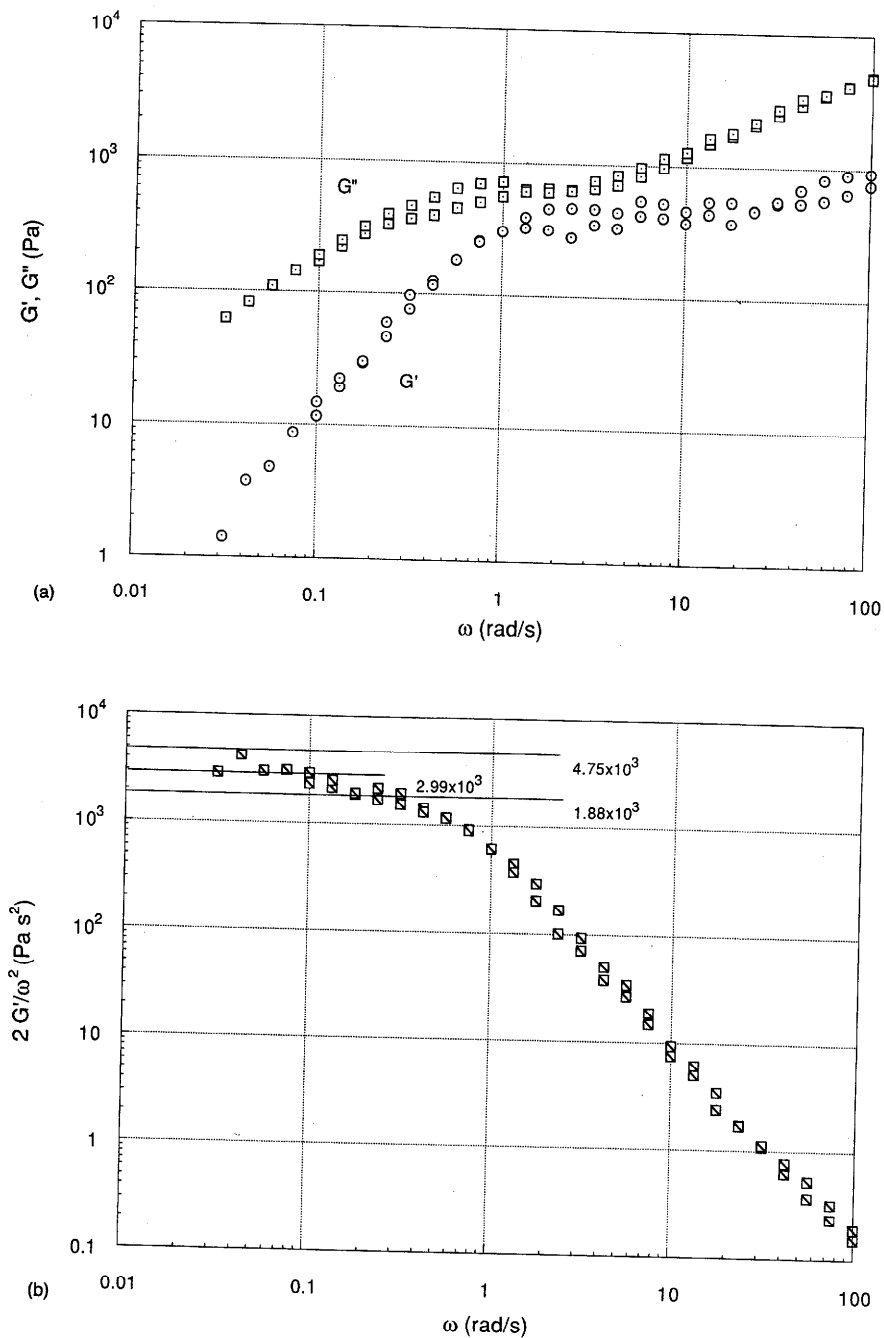 10⁴
10³
10²
10
1
G', G" (Pa)
G"
G'
(a)
0.01 0.1 1 10 100
ω (rad/s)
10⁴
10³
10²
10
1
0.1
2 G'/ω² (Pa s²)
4.75x10³
2.99x10³
1.88x10³
(b)
0.01 0.1 1 10 100
ω (rad/s)